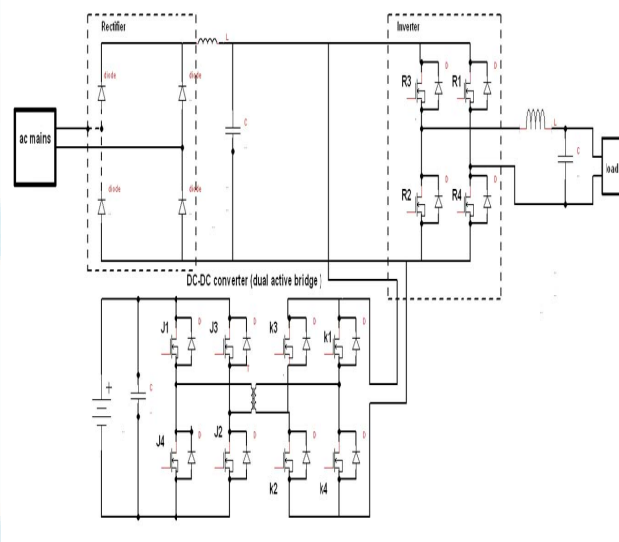 Rectifier
Inverter
L
diode
diode
D
D
R3
R1
ac mains
C
L
C
load
diode
diode
D
D
R2
R4
DC-DC converter (dual active bridge )
J1
D
J3
D
k3
D
k1
D
+
C
T
J4
D
J2
D
D
D
k2
k4